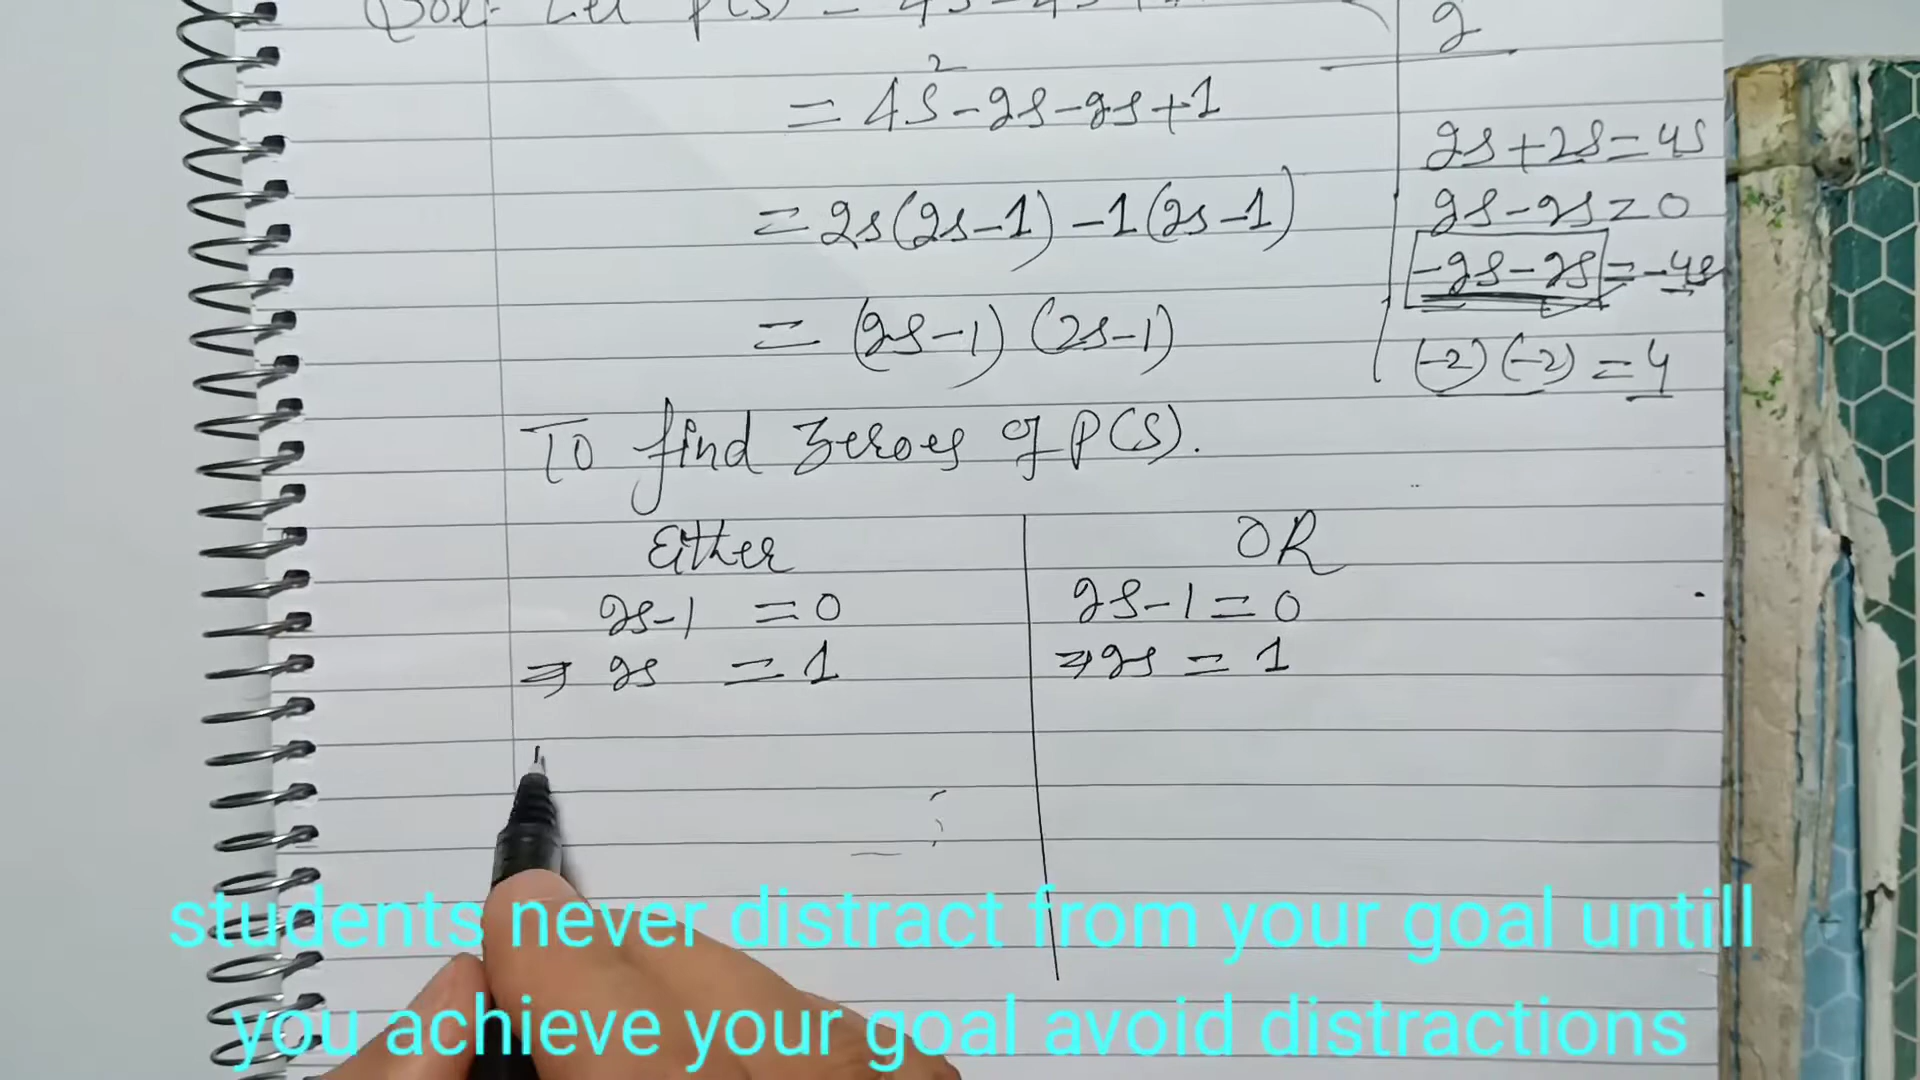 Let P(S) =
= 4s² - 2s - 2s + 1
= 2s(2s-1) -1(2s-1)
= (2s-1) (2s-1)
To find zeroes of P(S).
Either
2s-1 = 0
⇒ 2s = 1
OR
2s-1 = 0
⇒ 2s = 1
2s+2s=4s
2s-2s=0
-2s-2s=-4s
(-2)(-2)=4
students never distract from your goal untill
you achieve your goal avoid distractions